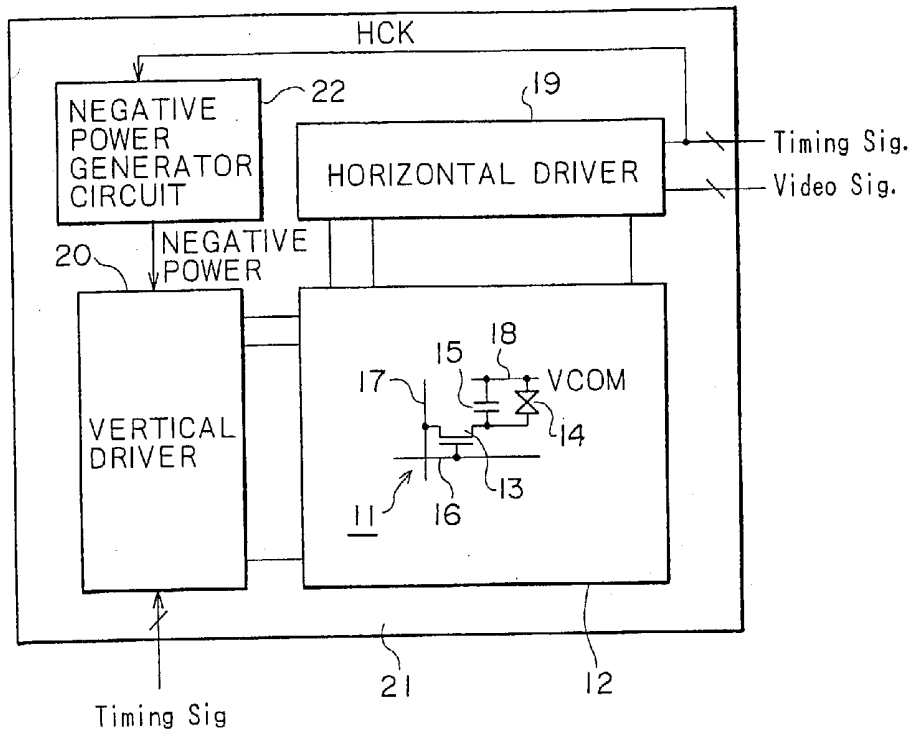 HCK
22
19
NEGATIVE
POWER
GENERATOR
CIRCUIT
HORIZONTAL DRIVER
Timing Sig.
Video Sig.
NEGATIVE
POWER
20
VERTICAL
DRIVER
18
15
17
VCOM
14
13
16
11
21
12
Timing Sig